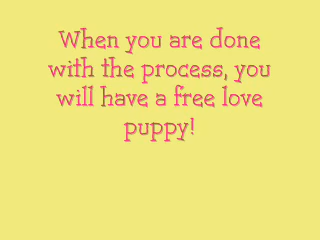 When you are done
with the process, you
will have a free love
puppy!